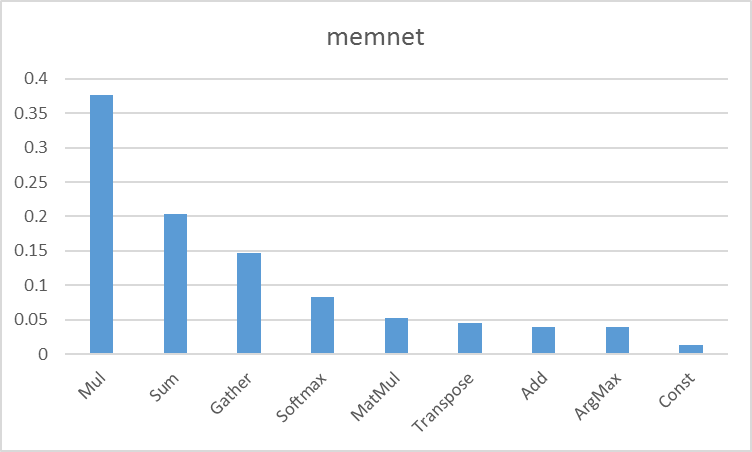 memnet
0.4
0.35
0.3
0.25
0.2
0.15
0.1
0.05
0
Mul
Sum
Gather
Softmax
MatMul
Transpose
Add
ArgMax
Const